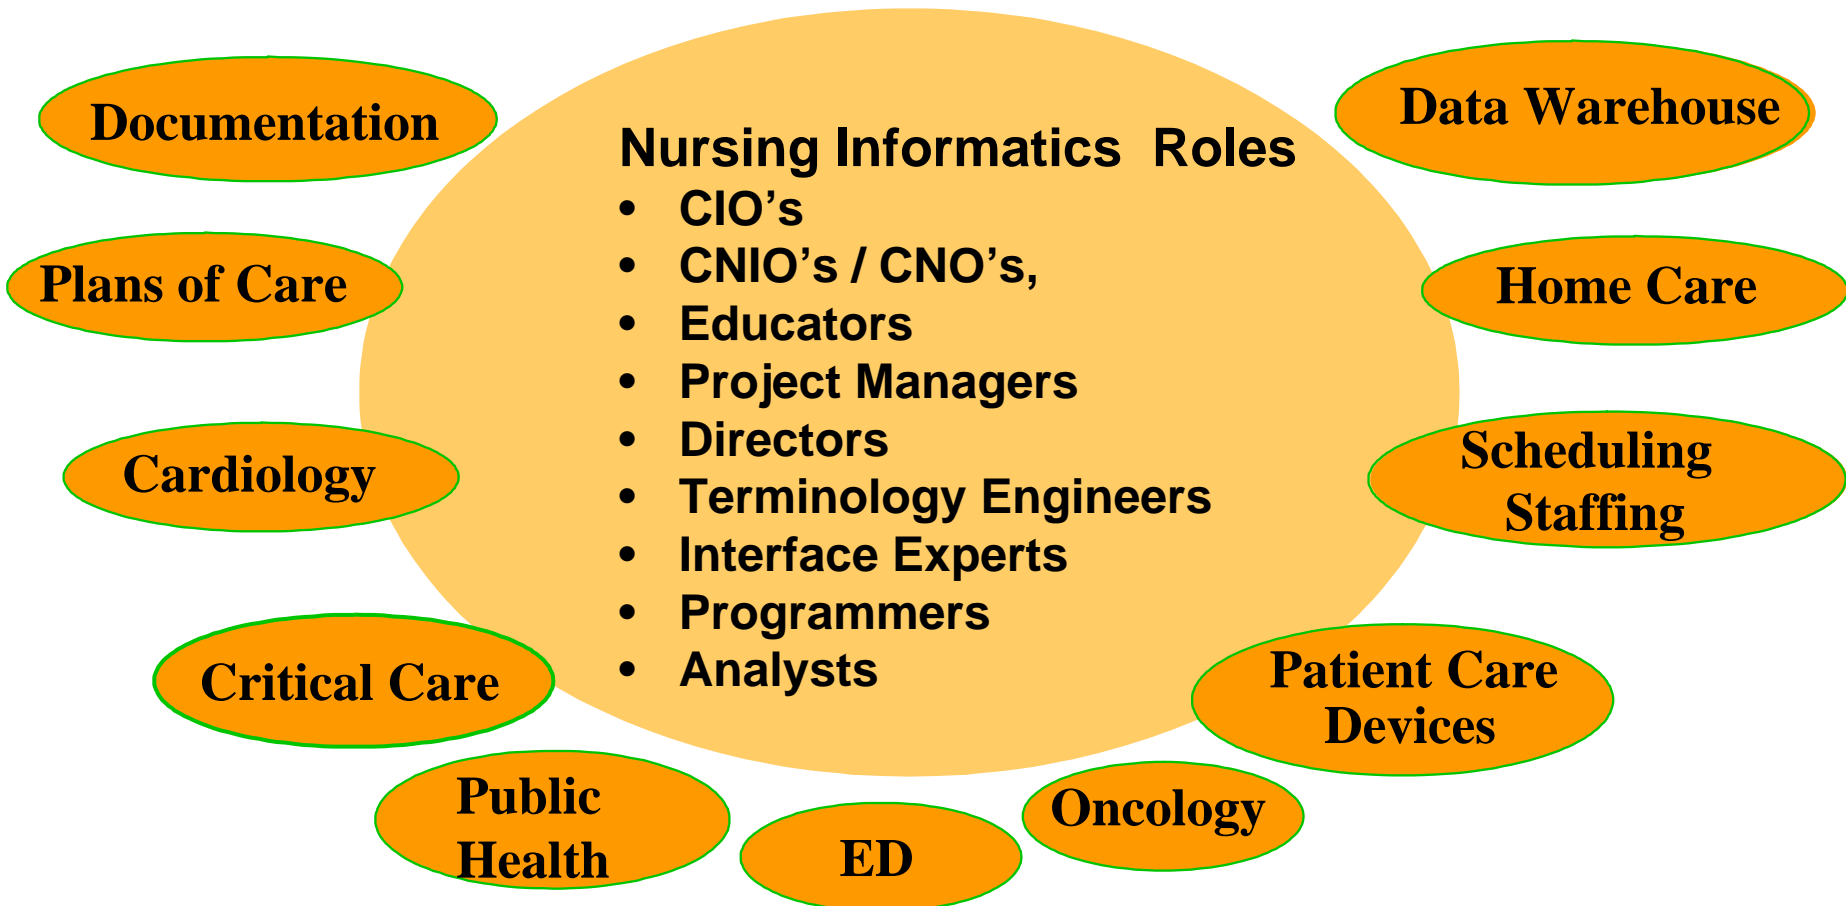 Documentation
Plans of Care
Cardiology
Critical Care
Public
Health
ED
Oncology
Patient Care
Devices
Scheduling
Staffing
Home Care
Data Warehouse
Nursing Informatics  Roles
• CIO’s
• CNIO’s / CNO’s,
• Educators
• Project Managers
• Directors
• Terminology Engineers
• Interface Experts
• Programmers
• Analysts